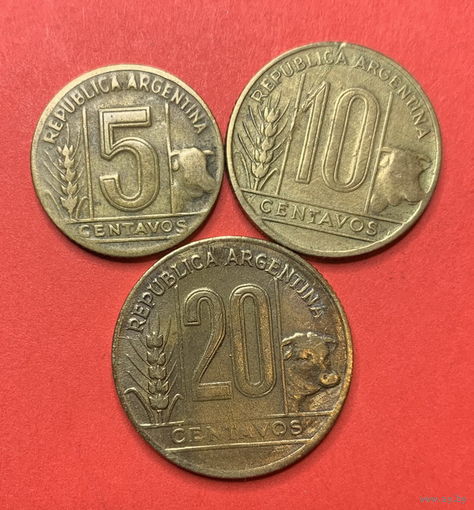 REPUBLICA ARGENTINA
5
CENTAVOS
REPUBLICA ARGENTINA
10
CENTAVOS
REPUBLICA ARGENTINA
20
CENTAVOS